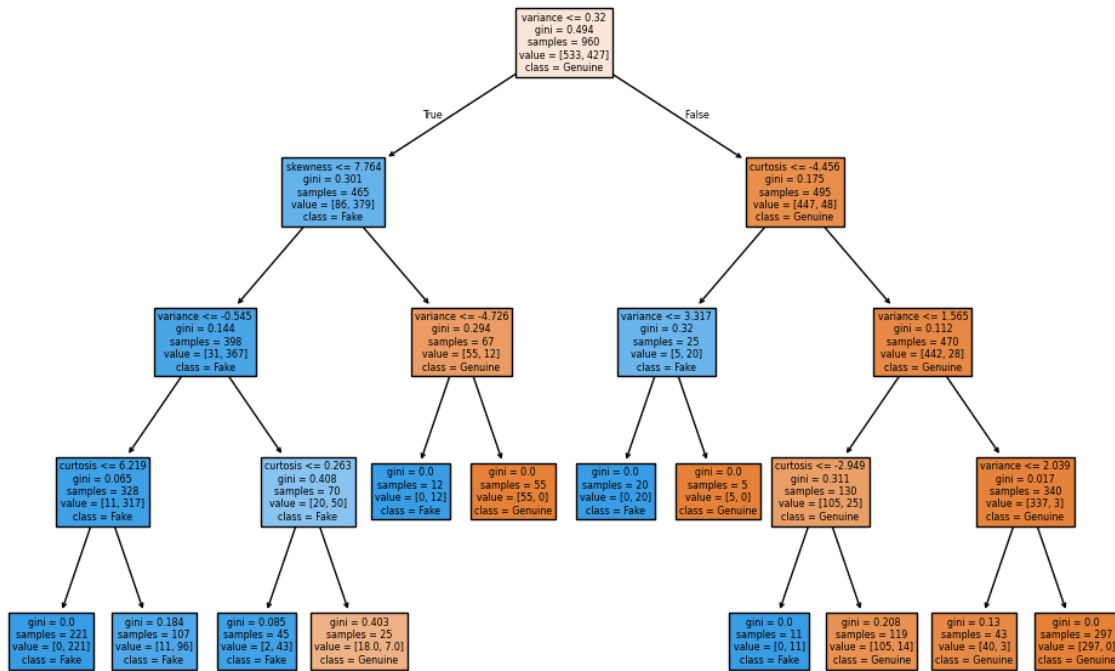 variance <= 0.32
gini = 0.494
samples = 960
value = [533, 427]
class = Genuine
True
False
skewness <= 7.764
gini = 0.301
samples = 465
value = [86, 379]
class = Fake
curtosis <= -4.456
gini = 0.175
samples = 495
value = [447, 48]
class = Genuine
variance <= -0.545
gini = 0.144
samples = 398
value = [31, 367]
class = Fake
variance <= -4.726
gini = 0.294
samples = 67
value = [55, 12]
class = Genuine
variance <= 3.317
gini = 0.32
samples = 25
value = [5, 20]
class = Fake
variance <= 1.565
gini = 0.112
samples = 470
value = [442, 28]
class = Genuine
curtosis <= 6.219
gini = 0.065
samples = 328
value = [11, 317]
class = Fake
curtosis <= 0.263
gini = 0.408
samples = 70
value = [20, 50]
class = Fake
gini = 0.0
samples = 12
value = [0, 12]
class = Fake
gini = 0.0
samples = 55
value = [55, 0]
class = Genuine
gini = 0.0
samples = 20
value = [0, 20]
class = Fake
gini = 0.0
samples = 5
value = [5, 0]
class = Genuine
curtosis <= -2.949
gini = 0.311
samples = 130
value = [105, 25]
class = Genuine
variance <= 2.039
gini = 0.017
samples = 340
value = [337, 3]
class = Genuine
gini = 0.0
samples = 221
value = [0, 221]
class = Fake
gini = 0.184
samples = 107
value = [11, 96]
class = Fake
gini = 0.085
samples = 45
value = [2, 43]
class = Fake
gini = 0.403
samples = 25
value = [18.0, 7.0]
class = Genuine
gini = 0.0
samples = 11
value = [0, 11]
class = Fake
gini = 0.208
samples = 119
value = [105, 14]
class = Genuine
gini = 0.13
samples = 43
value = [40, 3]
class = Genuine
gini = 0.0
samples = 297
value = [297, 0]
class = Genuine